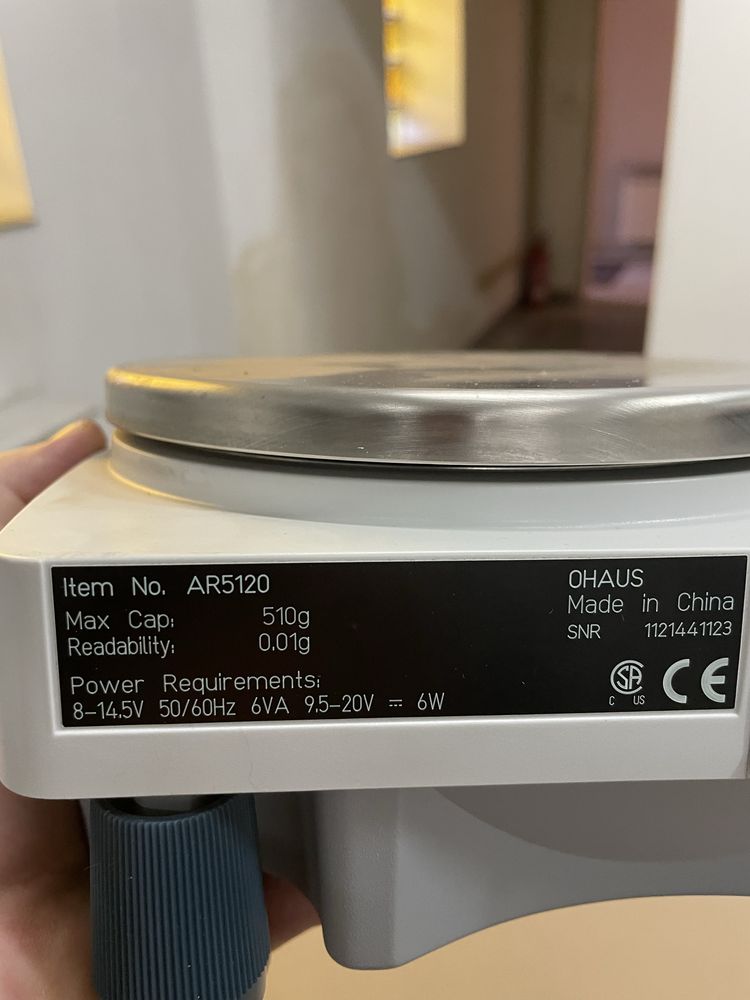 Item No. AR5120
Max Cap: 510g
Readability: 0.01g
Power Requirements:
8-14.5V 50/60Hz 6VA 9.5-20V ⎓ 6W
OHAUS
Made in China
SNR 1121441123
SA
C US
CE